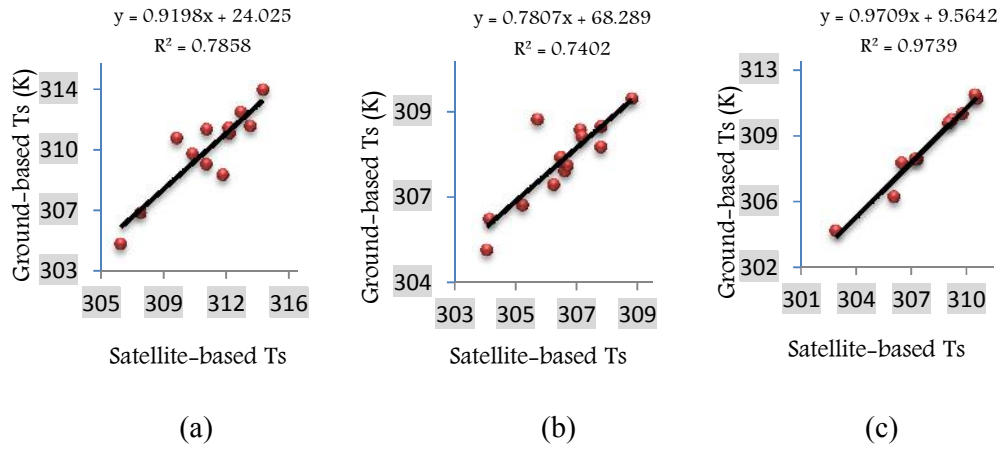 y = 0.9198x + 24.025
R² = 0.7858
Ground-based Ts (K)
314
310
307
303
305 309 312 316
Satellite-based Ts
(a)
y = 0.7807x + 68.289
R² = 0.7402
Ground-based Ts (K)
309
307
304
303 305 307 309
Satellite-based Ts
(b)
y = 0.9709x + 9.5642
R² = 0.9739
Ground-based Ts (K)
313
309
306
302
301 304 307 310
Satellite-based Ts
(c)